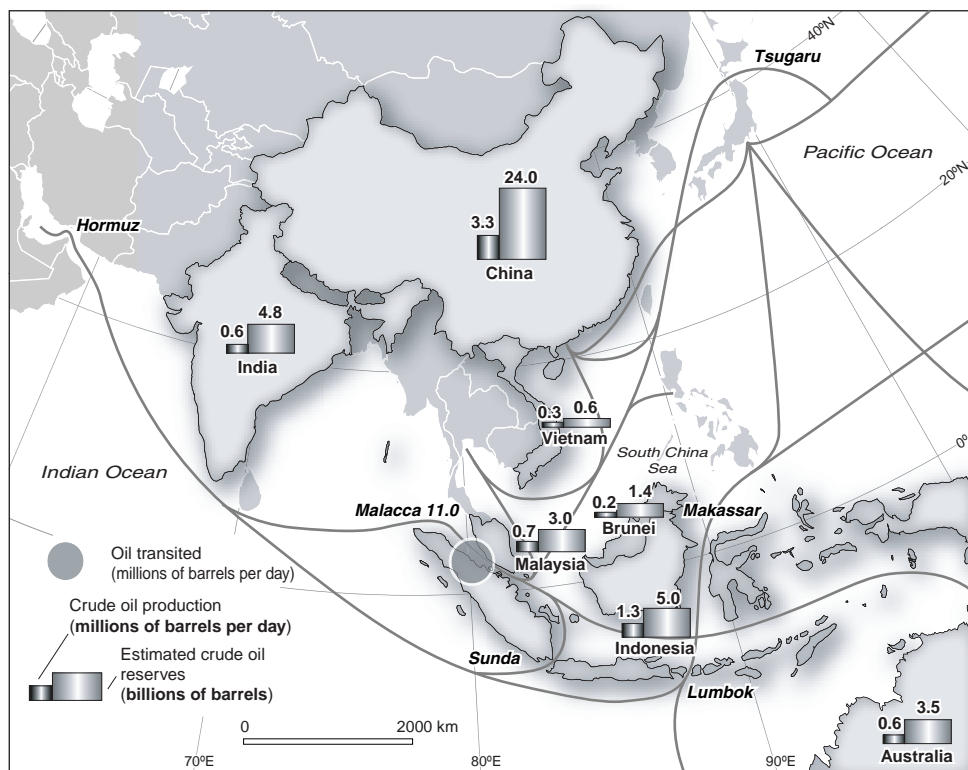 40ºN
Tsugaru
Pacific Ocean
20ºN
24.0
3.3
China
Hormuz
4.8
0.6
India
0.3 0.6
Vietnam
South China
Sea
Indian Ocean
0º
Malacca 11.0
0.2 1.4
Brunei
Makassar
0.7 3.0
Malaysia
Oil transited
(millions of barrels per day)
Crude oil production
(millions of barrels per day)
1.3 5.0
Indonesia
Estimated crude oil
reserves
(billions of barrels)
Sunda
Lumbok
0.6 3.5
Australia
0 2000 km
70ºE
80ºE
90ºE